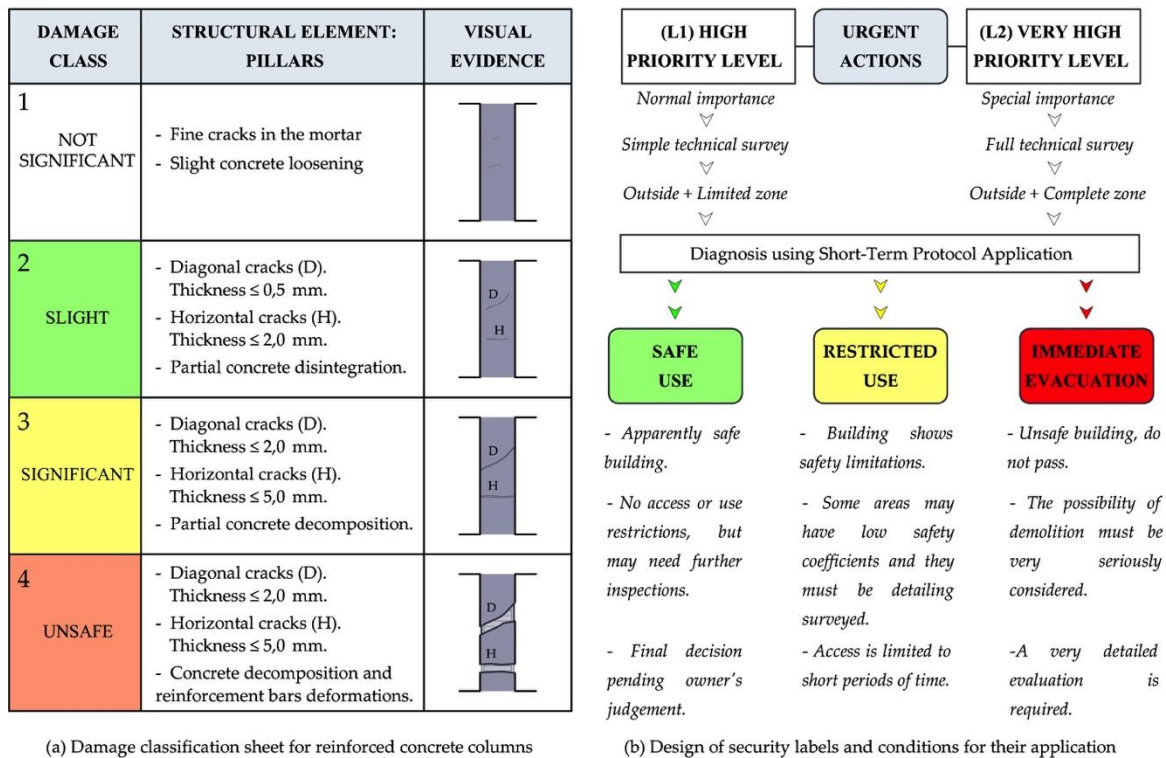 DAMAGE
CLASS
STRUCTURAL ELEMENT:
PILLARS
VISUAL
EVIDENCE
1
NOT
SIGNIFICANT
- Fine cracks in the mortar
- Slight concrete loosening
2
SLIGHT
- Diagonal cracks (D).
Thickness ≤ 0,5 mm.
- Horizontal cracks (H).
Thickness ≤ 2,0 mm.
- Partial concrete disintegration.
D
H
3
SIGNIFICANT
- Diagonal cracks (D).
Thickness ≤ 2,0 mm.
- Horizontal cracks (H).
Thickness ≤ 5,0 mm.
- Partial concrete decomposition.
D
H
4
UNSAFE
- Diagonal cracks (D).
Thickness ≤ 2,0 mm.
- Horizontal cracks (H).
Thickness ≤ 5,0 mm.
- Concrete decomposition and
reinforcement bars deformations.
D
H
(a) Damage classification sheet for reinforced concrete columns
(L1) HIGH
PRIORITY LEVEL
URGENT
ACTIONS
(L2) VERY HIGH
PRIORITY LEVEL
Normal importance
Simple technical survey
Outside + Limited zone
Special importance
Full technical survey
Outside + Complete zone
Diagnosis using Short-Term Protocol Application
SAFE
USE
- Apparently safe
building.
- No access or use
restrictions, but
may need further
inspections.
- Final decision
pending owner's
judgement.
RESTRICTED
USE
- Building shows
safety limitations.
- Some areas may
have low safety
coefficients and they
must be detailing
surveyed.
- Access is limited to
short periods of time.
IMMEDIATE
EVACUATION
- Unsafe building, do
not pass.
- The possibility of
demolition must be
very seriously
considered.
-A very detailed
evaluation is
required.
(b) Design of security labels and conditions for their application